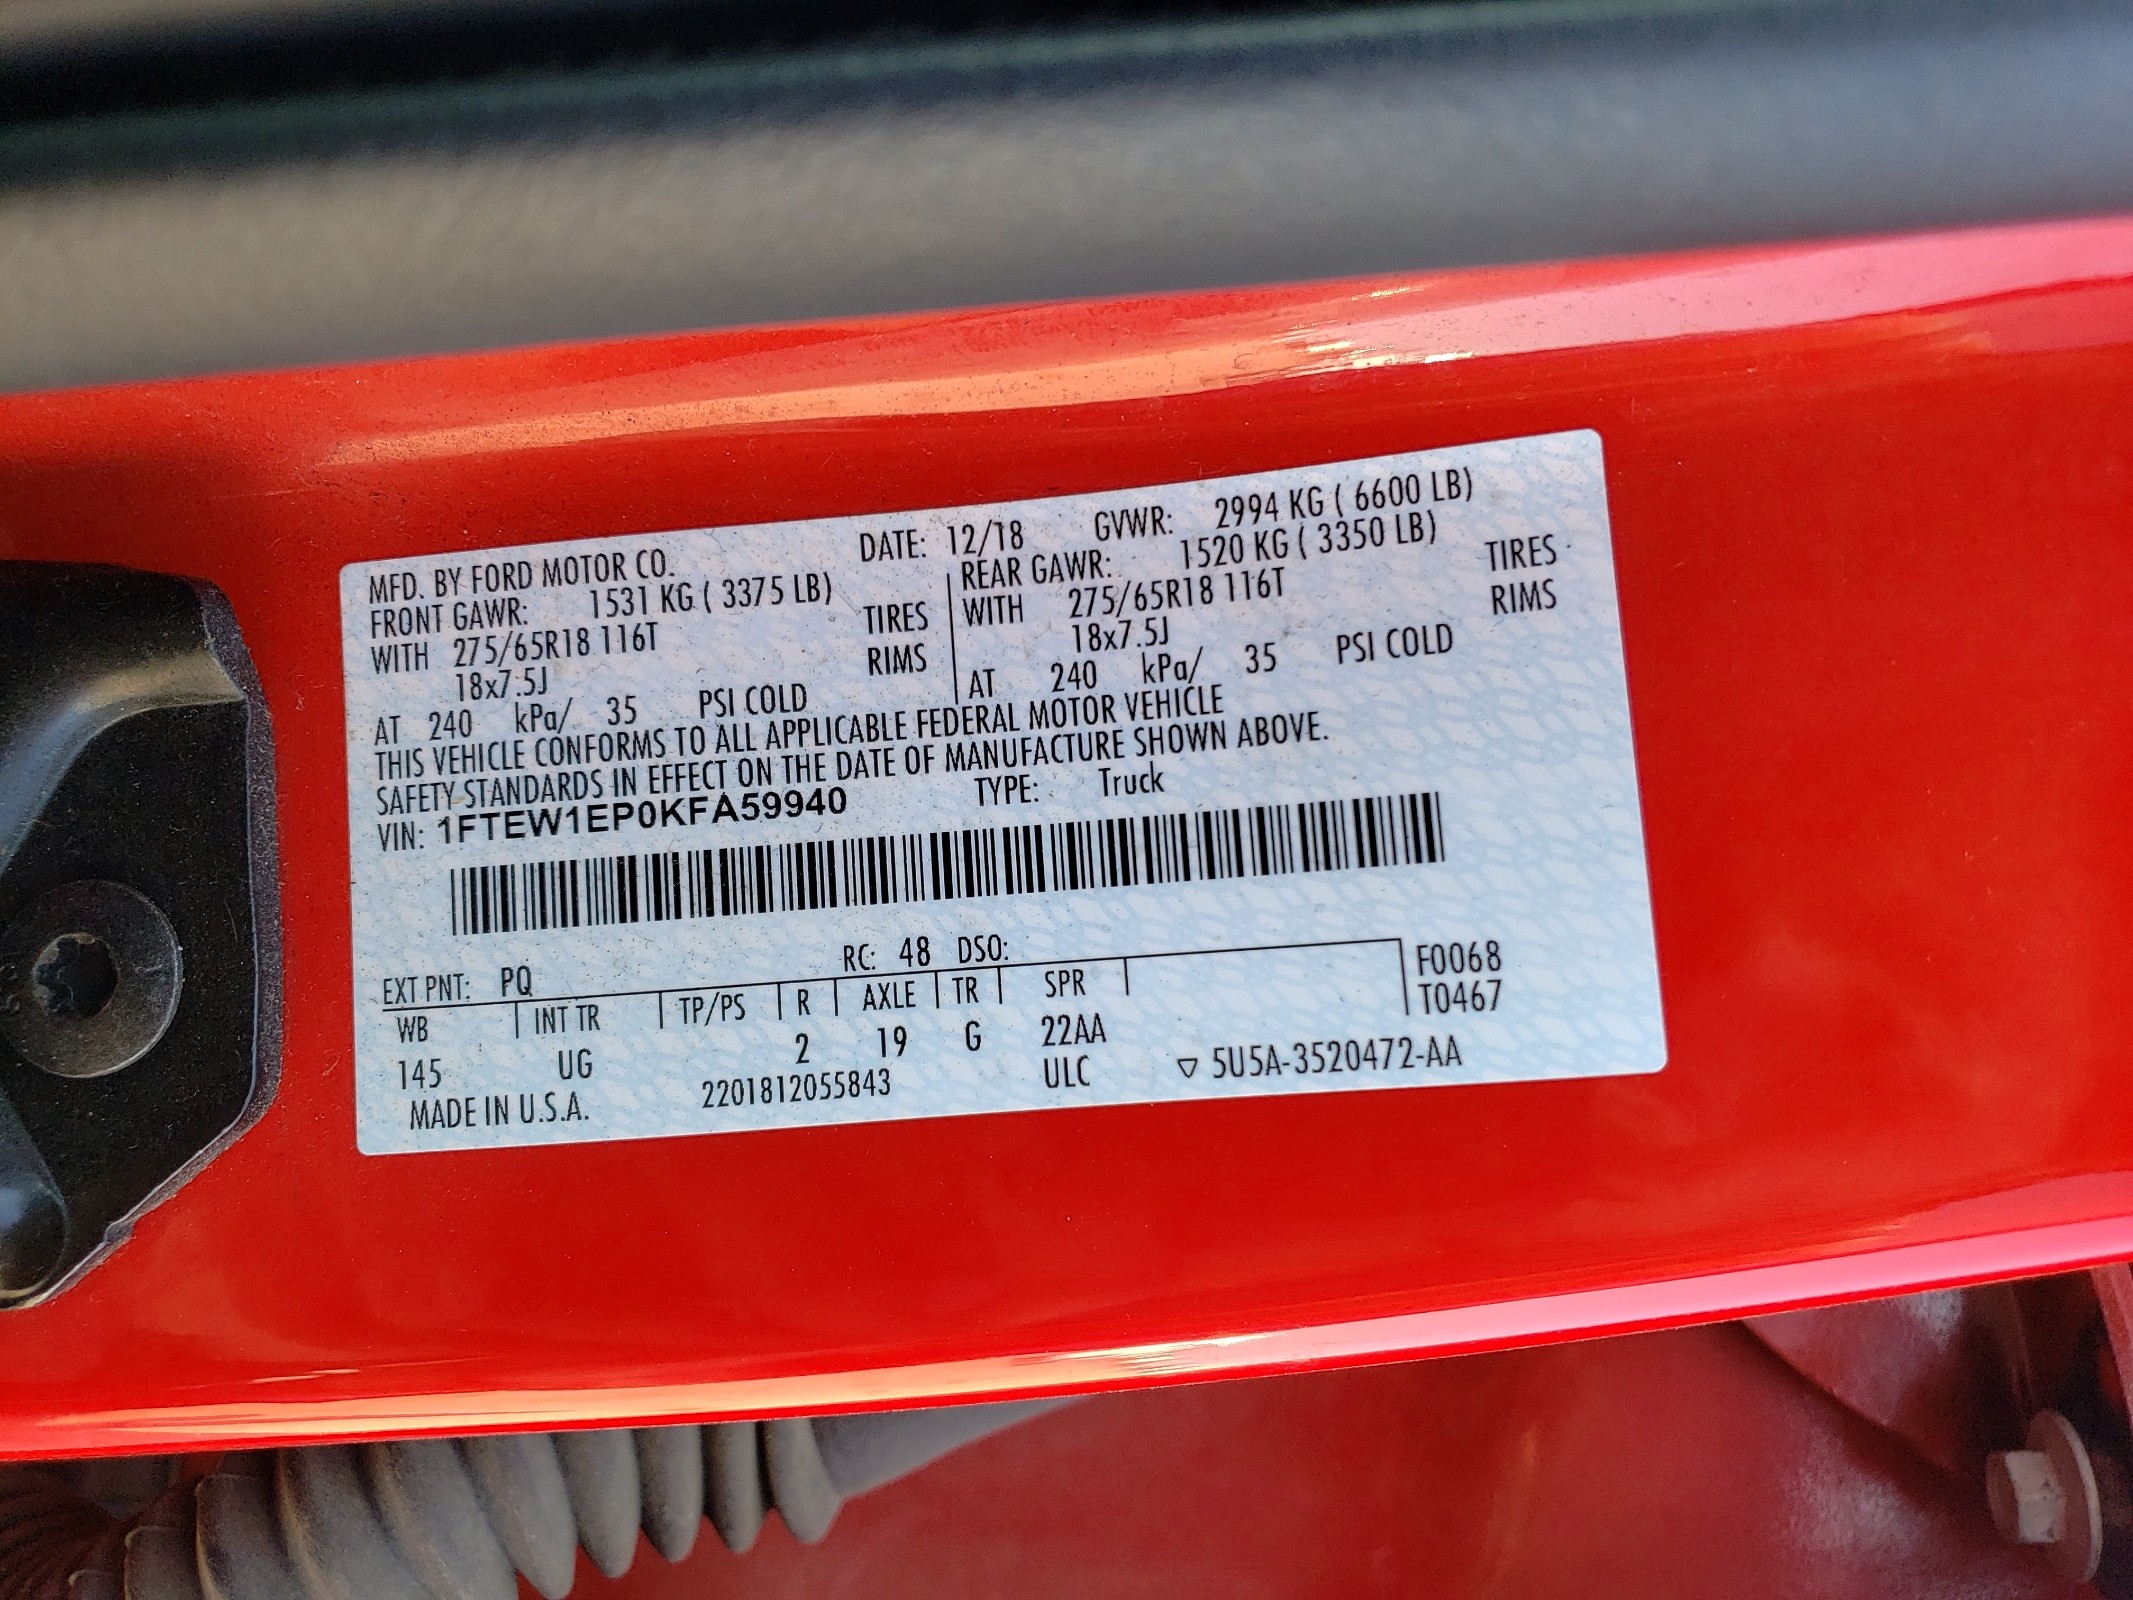 MFD. BY FORD MOTOR CO. DATE: 12/18 GVWR: 2994 KG ( 6600 LB)
FRONT GAWR: 1531 KG ( 3375 LB) REAR GAWR: 1520 KG ( 3350 LB)
WITH 275/65R18 116T TIRES WITH 275/65R18 116T TIRES
18x7.5J RIMS 18x7.5J RIMS
AT 240 kPa/ 35 PSI COLD AT 240 kPa/ 35 PSI COLD
THIS VEHICLE CONFORMS TO ALL APPLICABLE FEDERAL MOTOR VEHICLE
SAFETY STANDARDS IN EFFECT ON THE DATE OF MANUFACTURE SHOWN ABOVE.
VIN: 1FTEW1EP0KFA59940 TYPE: Truck
EXT PNT: PQ RC: 48 DSO: F0068
WB INT TR TP/PS R AXLE TR SPR T0467
145 UG 2 19 G 22AA
MADE IN U.S.A. 2201812055843 ULC ▽ 5U5A-3520472-AA